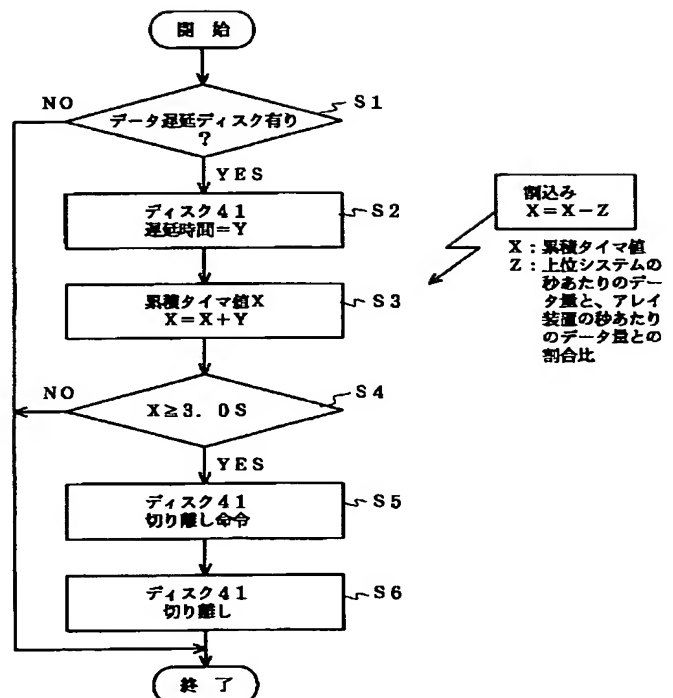 開 始
NO
データ遅延ディスク有り
?
S1
YES
ディスク41
遅延時間=Y
S2
累積タイマ値X
X=X+Y
S3
NO
X≧3.0S
S4
YES
ディスク41
切り離し命令
S5
ディスク41
切り離し
S6
終 了
割込み
X=X-Z
X:累積タイマ値
Z:上位システムの
秒あたりのデー
タ量と、アレイ
装置の秒あたり
のデータ量との
割合比